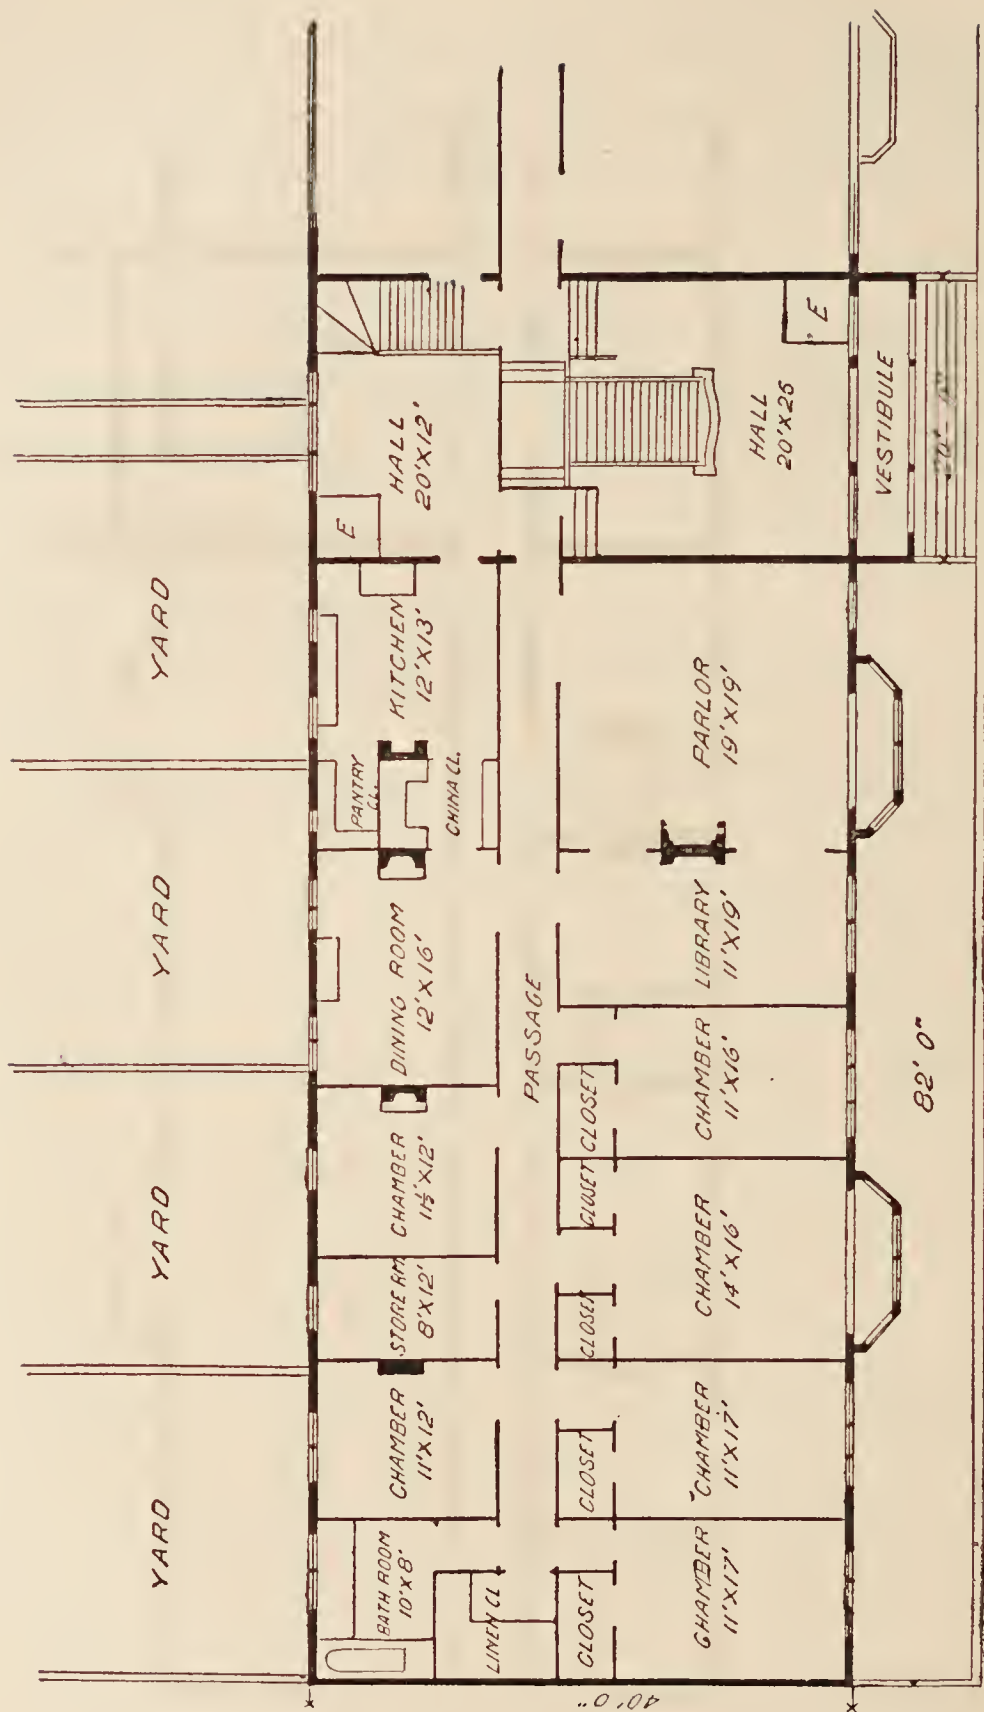 YARD
YARD
YARD
YARD
BATH ROOM
10'X8'
LINEN CL
CHAMBER
11'X12'
STORE RM.
8'X12'
CHAMBER
11½'X12'
DINING ROOM
12'X16'
PANTRY
CL.
CHINA CL.
KITCHEN
12'X13'
E
HALL
20'X12'
PASSAGE
CLOSET
CLOSET
CLOSET
CLOSET
CLOSET
CHAMBER
11'X17'
CHAMBER
11'X17'
CHAMBER
14'X16'
CHAMBER
11'X16'
LIBRARY
11'X19'
PARLOR
19'X19'
HALL
20'X25
E
VESTIBULE
20'-0"
40'0"
82'0"